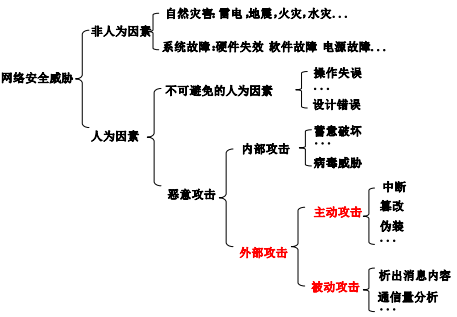 自然灾害: 雷电 ,地震,火灾,水灾...
非人为因素
系统故障:硬件失效 软件故障 电源故障...
网络安全威胁
操作失误
不可避免的人为因素
...
设计错误
人为因素
蓄意破坏
内部攻击
...
病毒威胁
恶意攻击
中断
主动攻击
篡改
伪装
外部攻击
...
析出消息内容
被动攻击
通信量分析
...